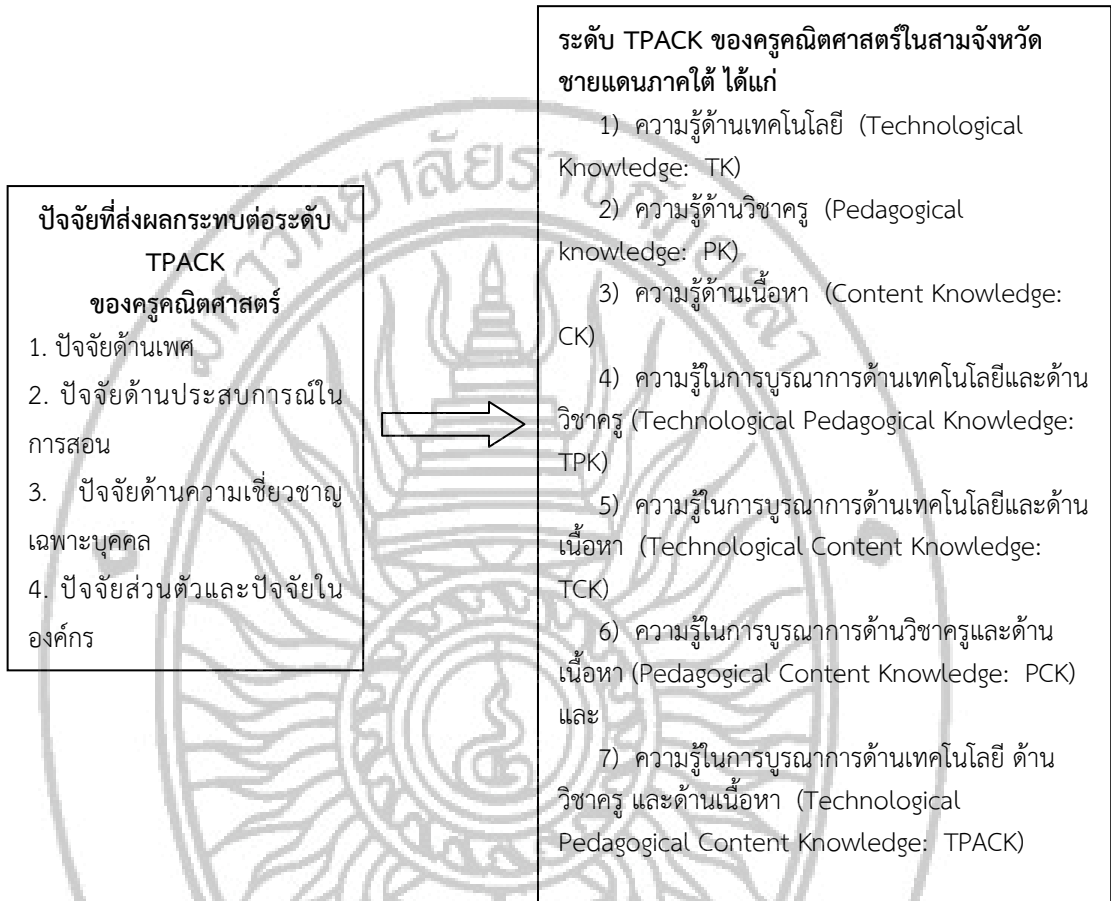 ปัจจัยที่ส่งผลกระทบต่อระดับ
TPACK
ของครูคณิตศาสตร์
1. ปัจจัยด้านเพศ
2. ปัจจัยด้านประสบการณ์ใน
การสอน
3. ปัจจัยด้านความเชี่ยวชาญ
เฉพาะบุคคล
4. ปัจจัยส่วนตัวและปัจจัยใน
องค์กร
ระดับ TPACK ของครูคณิตศาสตร์ในสามจังหวัด
ชายแดนภาคใต้ ได้แก่
1) ความรู้ด้านเทคโนโลยี (Technological
Knowledge: TK)
2) ความรู้ด้านวิชาครู (Pedagogical
knowledge: PK)
3) ความรู้ด้านเนื้อหา (Content Knowledge:
CK)
4) ความรู้ในการบูรณาการด้านเทคโนโลยีและด้าน
วิชาครู (Technological Pedagogical Knowledge:
TPK)
5) ความรู้ในการบูรณาการด้านเทคโนโลยีและด้าน
เนื้อหา (Technological Content Knowledge:
TCK)
6) ความรู้ในการบูรณาการด้านวิชาครูและด้าน
เนื้อหา (Pedagogical Content Knowledge: PCK)
และ
7) ความรู้ในการบูรณาการด้านเทคโนโลยี ด้าน
วิชาครู และด้านเนื้อหา (Technological
Pedagogical Content Knowledge: TPACK)